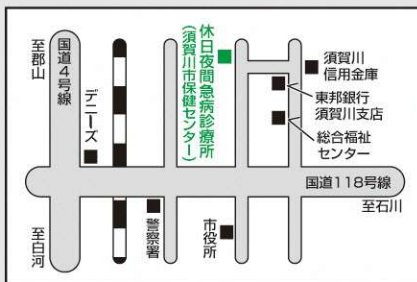 至郡山
国道4号線
デニーズ
休日夜間急病診療所
(須賀川市保健センター)
須賀川
信用金庫
東邦銀行
須賀川支店
総合福祉
センター
国道118号線
至石川
至白河
警察署
市役所